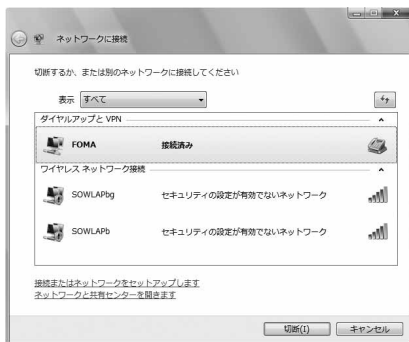 ネットワークに接続
切断するか、または別のネットワークに接続してください
表示 すべて
ダイヤルアップと VPN
FOMA 接続済み
ワイヤレス ネットワーク接続
SOWLAPbg セキュリティの設定が有効でないネットワーク
SOWLAPb セキュリティの設定が有効でないネットワーク
接続またはネットワークをセットアップします
ネットワークと共有センターを開きます
切断(I) キャンセル